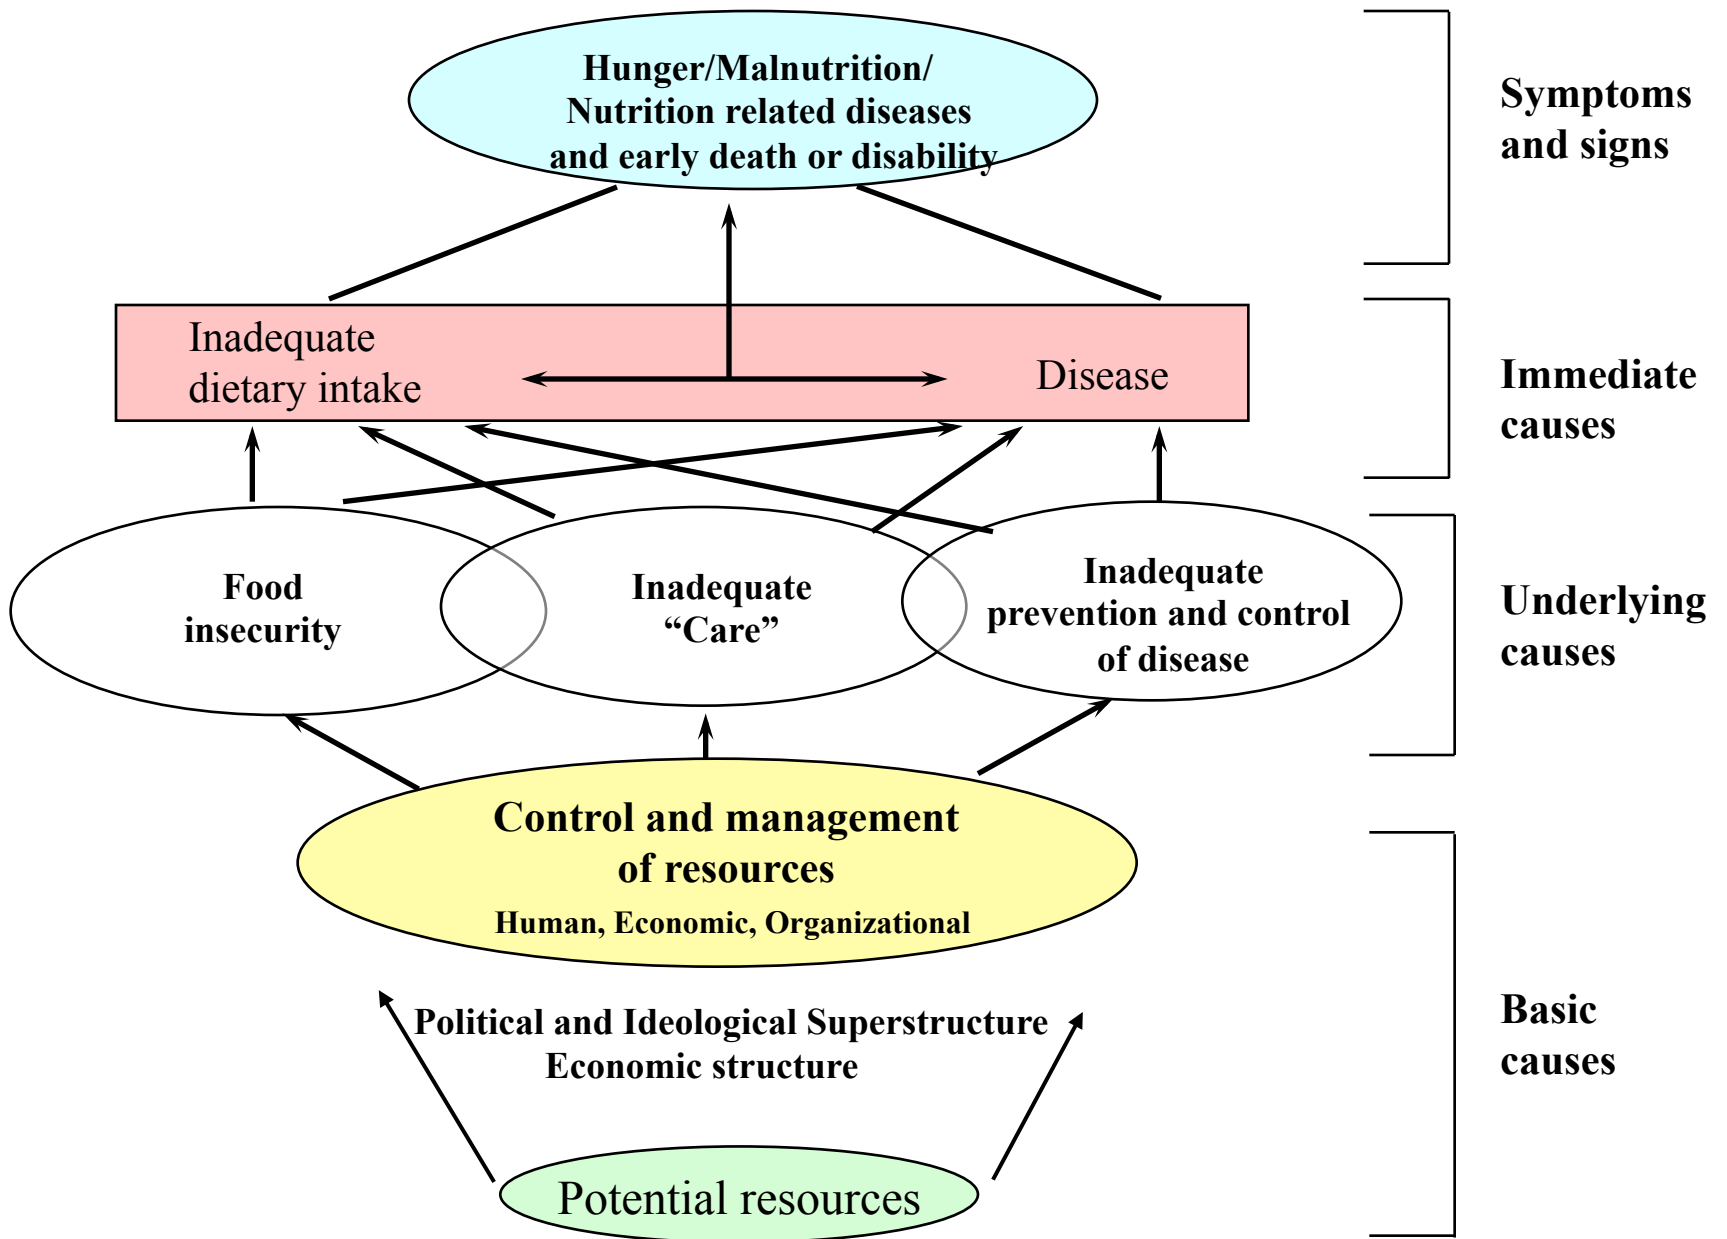 Hunger/Malnutrition/
Nutrition related diseases
and early death or disability
Symptoms
and signs
Inadequate
dietary intake
Disease
Immediate
causes
Food
insecurity
Inadequate
“Care”
Inadequate
prevention and control
of disease
Underlying
causes
Control and management
of resources
Human, Economic, Organizational
Political and Ideological Superstructure
Economic structure
Potential resources
Basic
causes